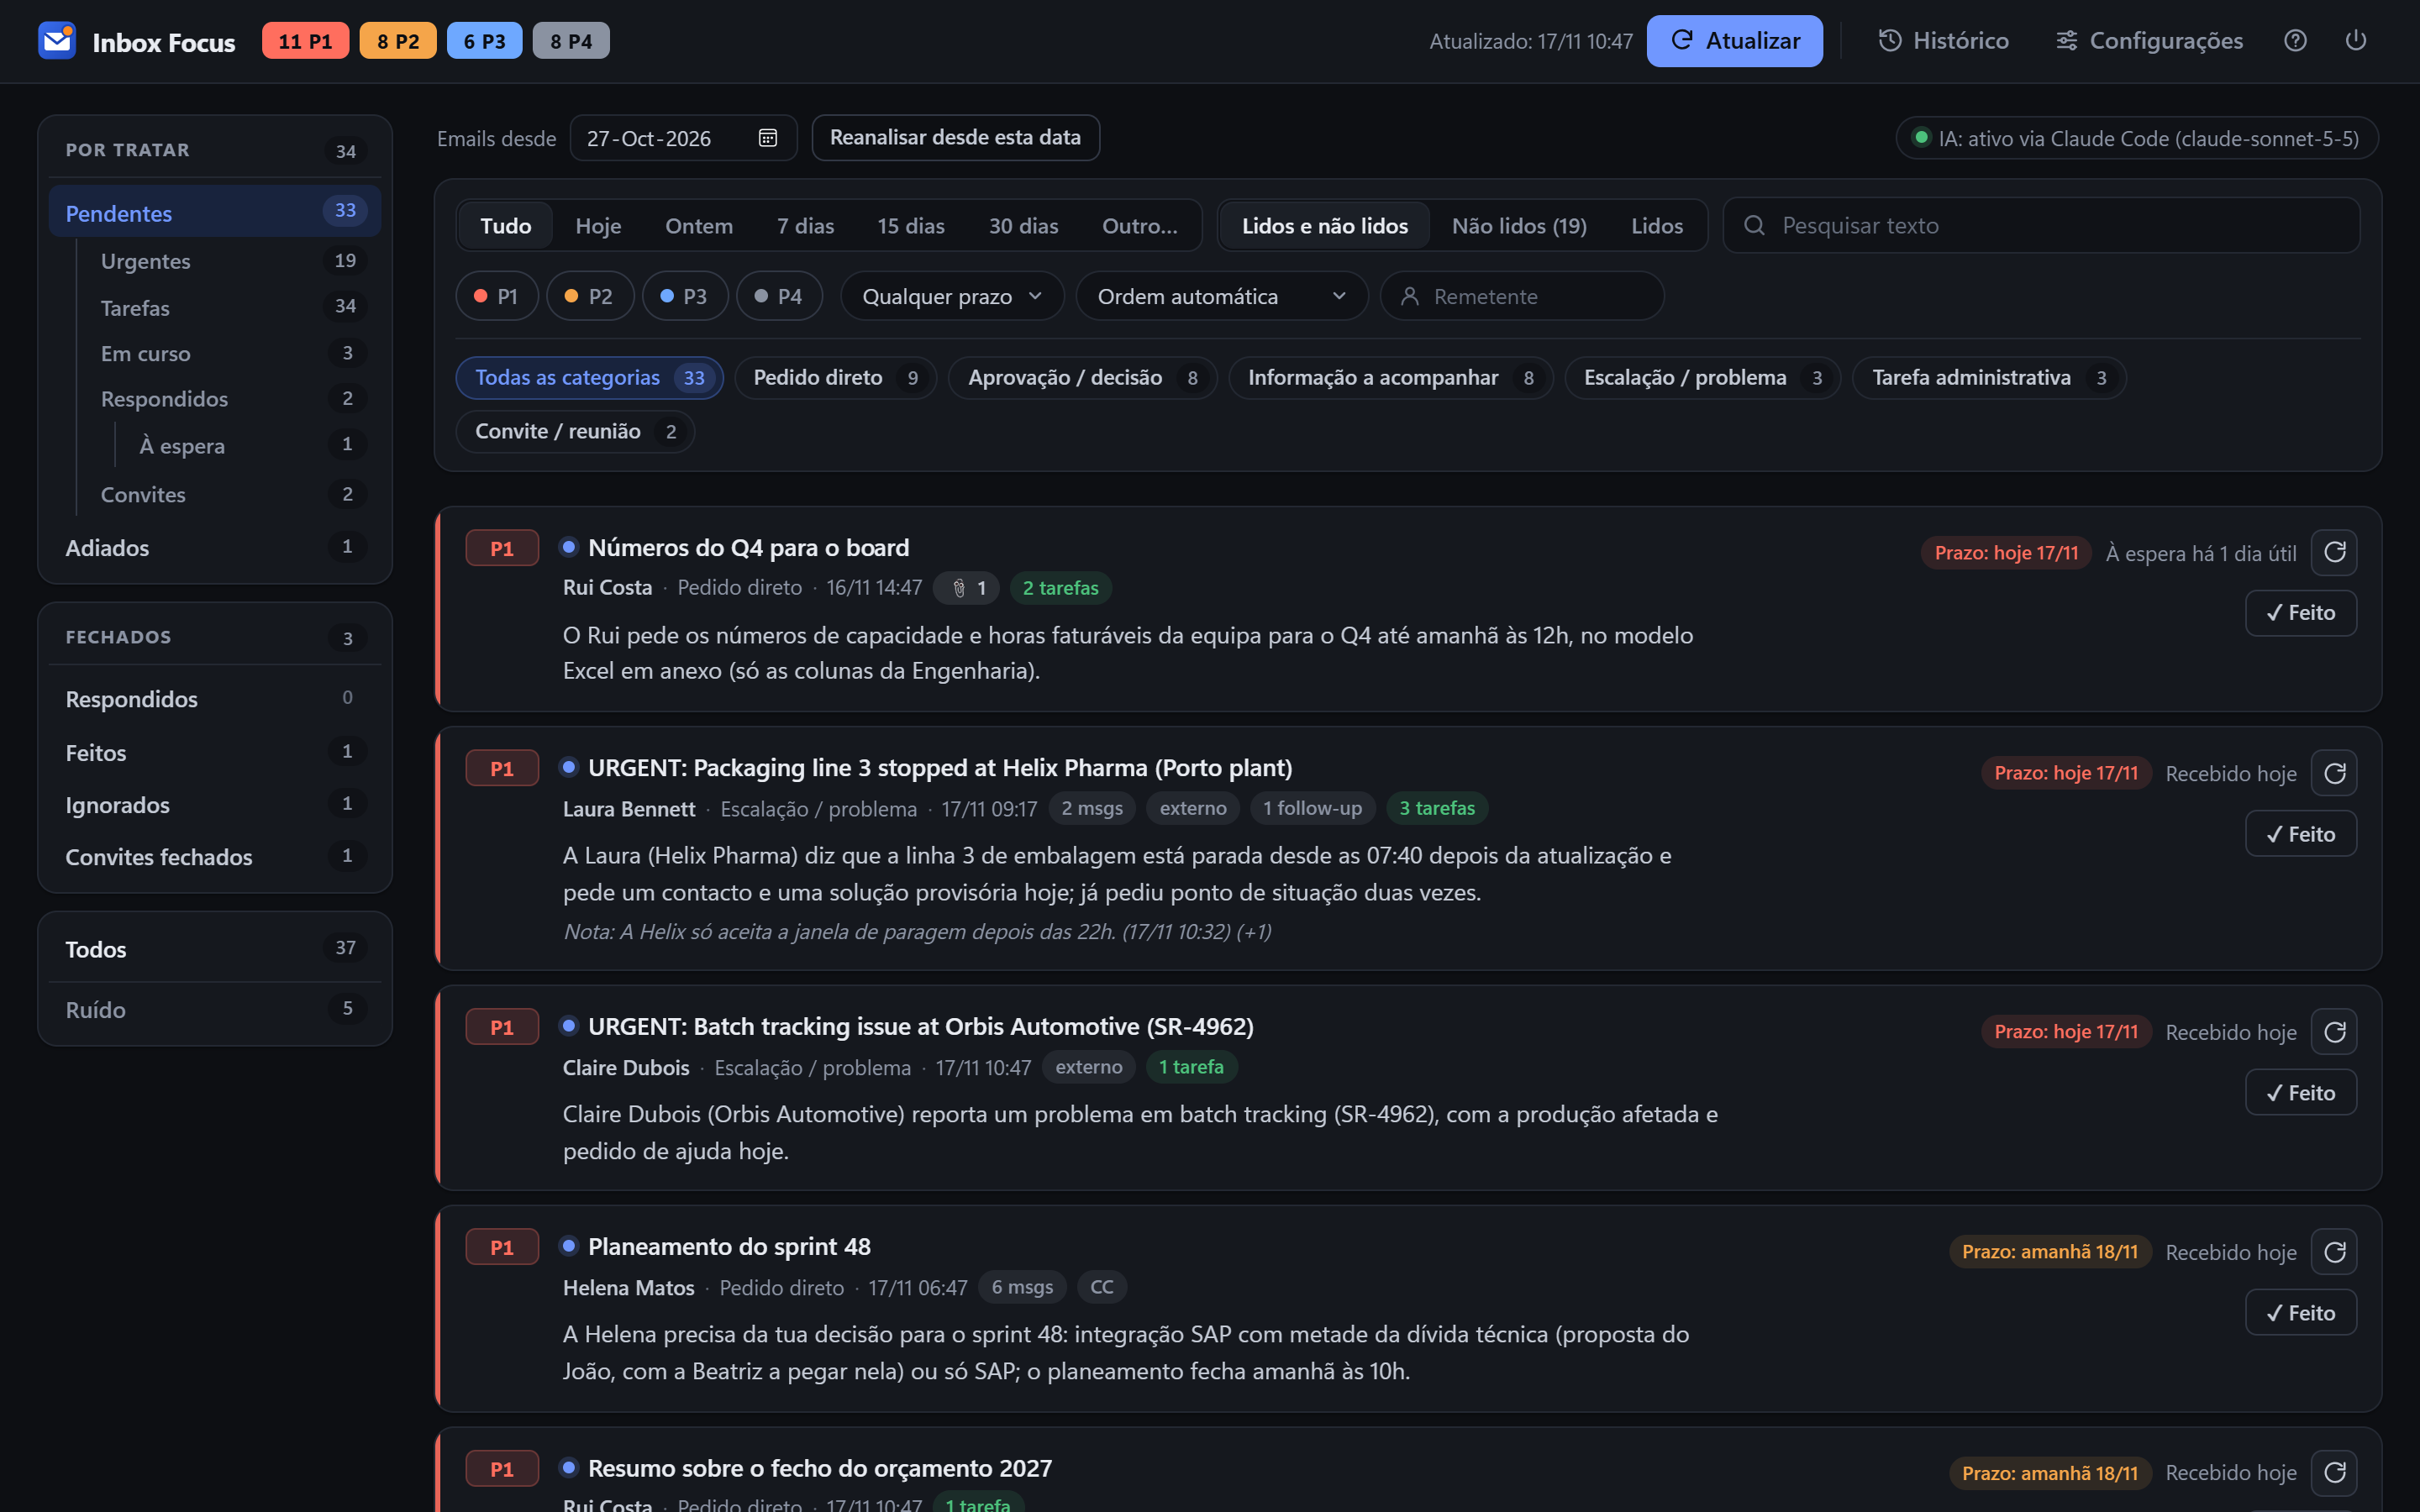 Inbox Focus 11 P1 8 P2 6 P3 8 P4 Atualizado: 17/11 10:47 Atualizar Histórico Configurações
POR TRATAR 34
Pendentes 33
Urgentes 19
Tarefas 34
Em curso 3
Respondidos 2
À espera 1
Convites 2
Adiados 1
FECHADOS 3
Respondidos 0
Feitos 1
Ignorados 1
Convites fechados 1
Todos 37
Ruído 5
Emails desde 27-Oct-2026 Reanalisar desde esta data IA: ativo via Claude Code (claude-sonnet-5-5)
Tudo Hoje Ontem 7 dias 15 dias 30 dias Outro... Lidos e não lidos Não lidos (19) Lidos Pesquisar texto
P1 P2 P3 P4 Qualquer prazo Ordem automática Remetente
Todas as categorias 33 Pedido direto 9 Aprovação / decisão 8 Informação a acompanhar 8 Escalação / problema 3 Tarefa administrativa 3
Convite / reunião 2
P1 Números do Q4 para o board Prazo: hoje 17/11 À espera há 1 dia útil
Rui Costa · Pedido direto · 16/11 14:47 1 2 tarefas
✓ Feito
O Rui pede os números de capacidade e horas faturáveis da equipa para o Q4 até amanhã às 12h, no modelo
Excel em anexo (só as colunas da Engenharia).
P1 URGENT: Packaging line 3 stopped at Helix Pharma (Porto plant) Prazo: hoje 17/11 Recebido hoje
Laura Bennett · Escalação / problema · 17/11 09:17 2 msgs externo 1 follow-up 3 tarefas
✓ Feito
A Laura (Helix Pharma) diz que a linha 3 de embalagem está parada desde as 07:40 depois da atualização e
pede um contacto e uma solução provisória hoje; já pediu ponto de situação duas vezes.
Nota: A Helix só aceita a janela de paragem depois das 22h. (17/11 10:32) (+1)
P1 URGENT: Batch tracking issue at Orbis Automotive (SR-4962) Prazo: hoje 17/11 Recebido hoje
Claire Dubois · Escalação / problema · 17/11 10:47 externo 1 tarefa
✓ Feito
Claire Dubois (Orbis Automotive) reporta um problema em batch tracking (SR-4962), com a produção afetada e
pedido de ajuda hoje.
P1 Planeamento do sprint 48 Prazo: amanhã 18/11 Recebido hoje
Helena Matos · Pedido direto · 17/11 06:47 6 msgs CC
✓ Feito
A Helena precisa da tua decisão para o sprint 48: integração SAP com metade da dívida técnica (proposta do
João, com a Beatriz a pegar nela) ou só SAP; o planeamento fecha amanhã às 10h.
P1 Resumo sobre o fecho do orçamento 2027 Prazo: amanhã 18/11 Recebido hoje
Rui Costa · Pedido direto · 17/11 10:47 1 tarefa